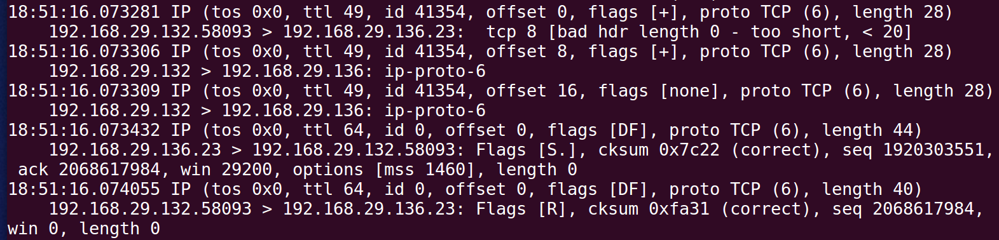 18:51:16.073281 IP (tos 0x0, ttl 49, id 41354, offset 0, flags [+], proto TCP (6), length 28)
    192.168.29.132.58093 > 192.168.29.136.23:  tcp 8 [bad hdr length 0 - too short, < 20]
18:51:16.073306 IP (tos 0x0, ttl 49, id 41354, offset 8, flags [+], proto TCP (6), length 28)
    192.168.29.132 > 192.168.29.136: ip-proto-6
18:51:16.073309 IP (tos 0x0, ttl 49, id 41354, offset 16, flags [none], proto TCP (6), length 28)
    192.168.29.132 > 192.168.29.136: ip-proto-6
18:51:16.073432 IP (tos 0x0, ttl 64, id 0, offset 0, flags [DF], proto TCP (6), length 44)
    192.168.29.136.23 > 192.168.29.132.58093: Flags [S.], cksum 0x7c22 (correct), seq 1920303551,
 ack 2068617984, win 29200, options [mss 1460], length 0
18:51:16.074055 IP (tos 0x0, ttl 64, id 0, offset 0, flags [DF], proto TCP (6), length 40)
    192.168.29.132.58093 > 192.168.29.136.23: Flags [R], cksum 0xfa31 (correct), seq 2068617984,
win 0, length 0